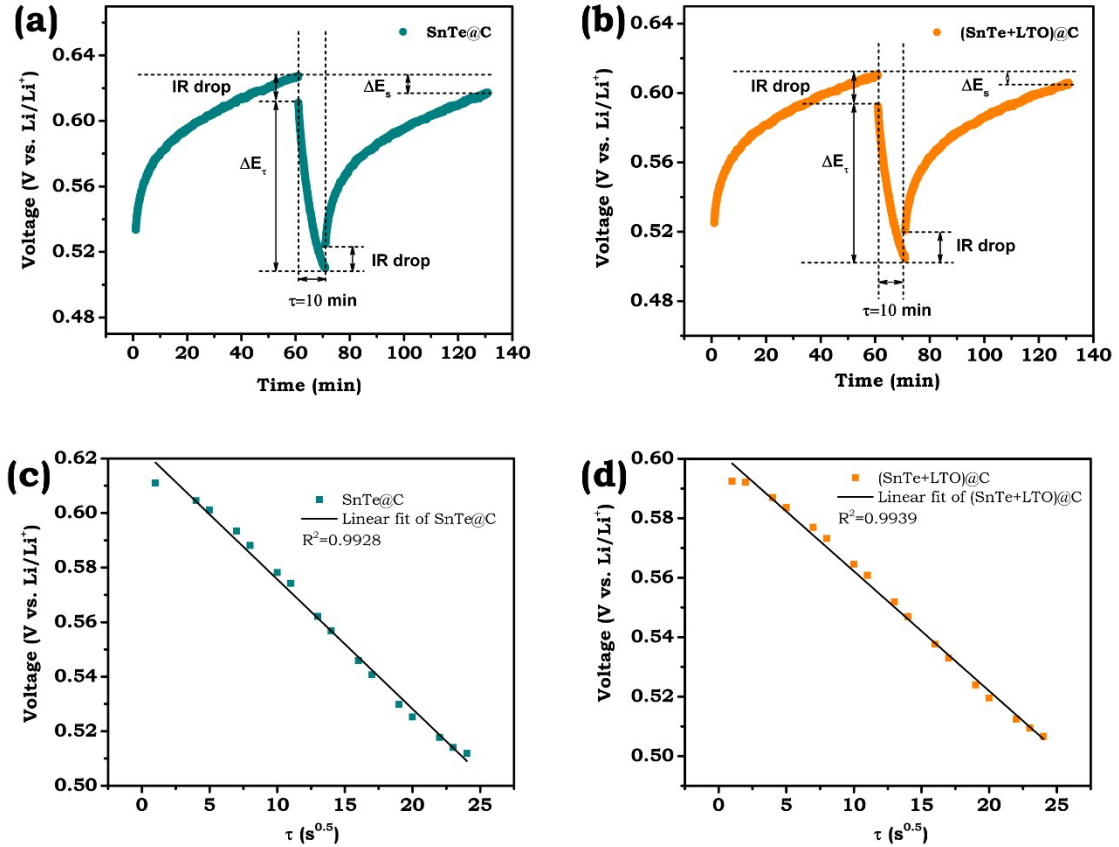 (a)
SnTe@C
0.64
0.60
0.56
0.52
0.48
Voltage (V vs. Li/Li⁺)
IR drop
ΔEₛ
ΔE_τ
IR drop
τ=10 min
0 20 40 60 80 100 120 140
Time (min)
(b)
(SnTe+LTO)@C
0.64
0.60
0.56
0.52
0.48
Voltage (V vs. Li/Li⁺)
IR drop
ΔEₛ
ΔE_τ
IR drop
τ=10 min
0 20 40 60 80 100 120 140
Time (min)
(c)
0.62
0.60
0.58
0.56
0.54
0.52
0.50
Voltage (V vs. Li/Li⁺)
SnTe@C
Linear fit of SnTe@C
R²=0.9928
0 5 10 15 20 25
τ (s⁰·⁵)
(d)
0.60
0.58
0.56
0.54
0.52
0.50
Voltage (V vs. Li/Li⁺)
(SnTe+LTO)@C
Linear fit of (SnTe+LTO)@C
R²=0.9939
0 5 10 15 20 25
τ (s⁰·⁵)